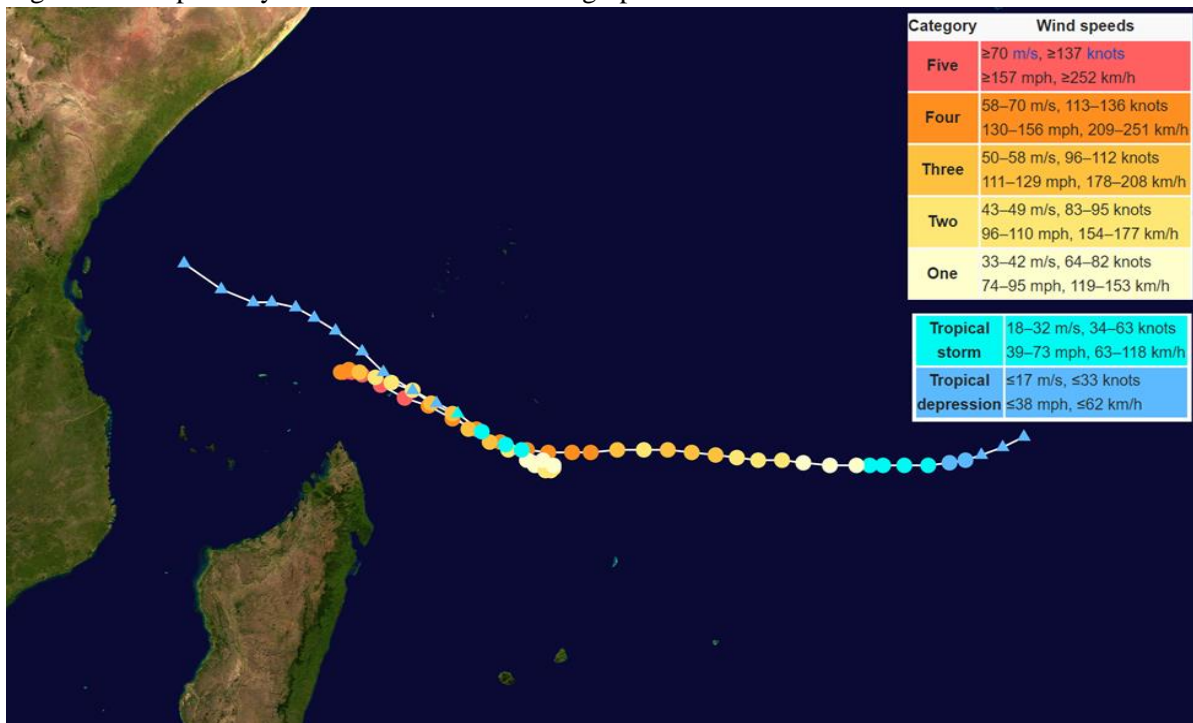 Category Wind speeds
Five
≥70 m/s, ≥137 knots
≥157 mph, ≥252 km/h
Four
58–70 m/s, 113–136 knots
130–156 mph, 209–251 km/h
Three
50–58 m/s, 96–112 knots
111–129 mph, 178–208 km/h
Two
43–49 m/s, 83–95 knots
96–110 mph, 154–177 km/h
One
33–42 m/s, 64–82 knots
74–95 mph, 119–153 km/h
Tropical
storm
18–32 m/s, 34–63 knots
39–73 mph, 63–118 km/h
Tropical
depression
≤17 m/s, ≤33 knots
≤38 mph, ≤62 km/h